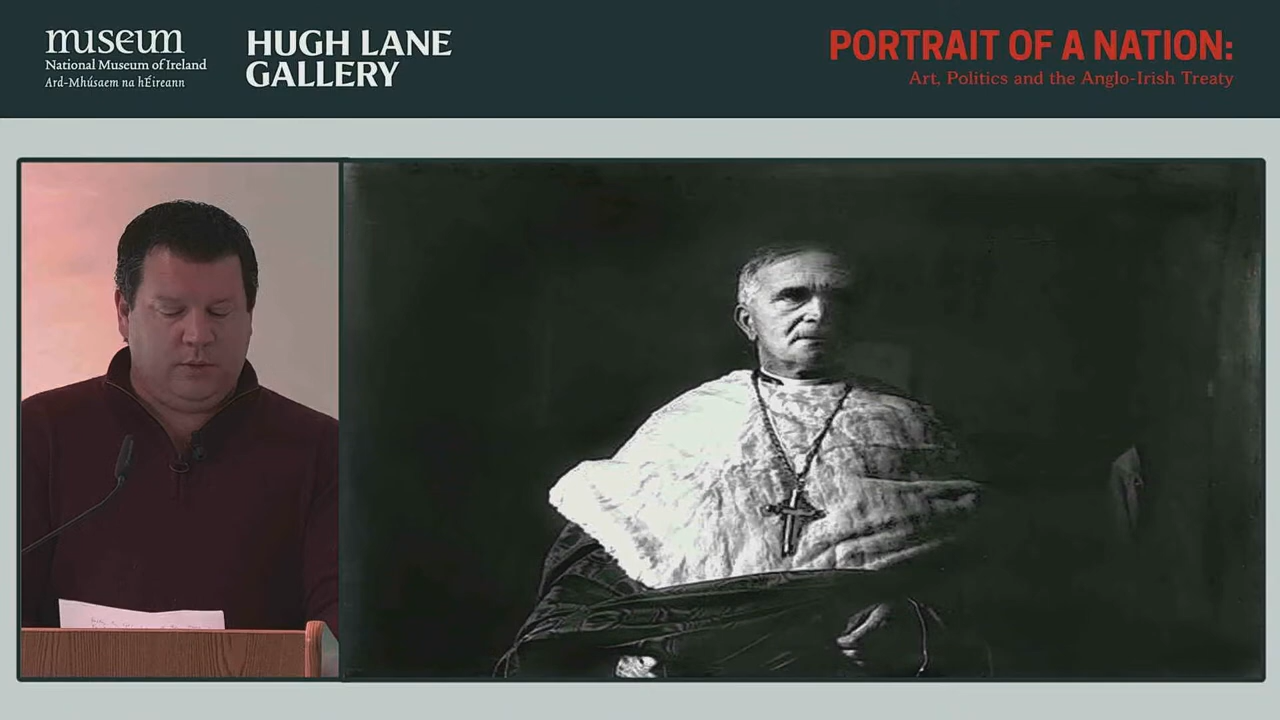 museum
National Museum of Ireland
Ard-Mhúsaem na hÉireann
HUGH LANE
GALLERY
PORTRAIT OF A NATION:
Art, Politics and the Anglo-Irish Treaty